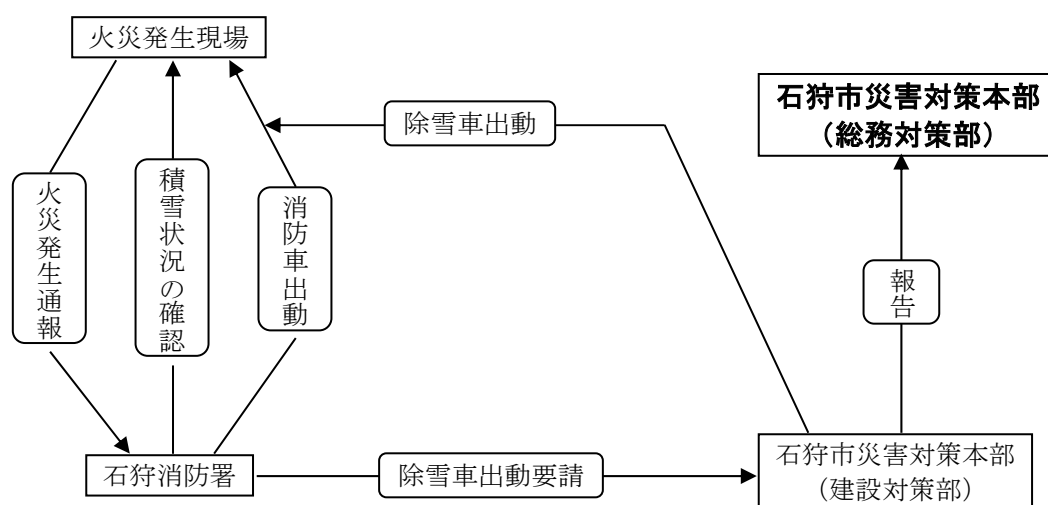 火災発生現場
石狩市災害対策本部
（総務対策部）
除雪車出動
火災発生通報
積雪状況の確認
消防車出動
報告
石狩消防署
除雪車出動要請
石狩市災害対策本部
（建設対策部）